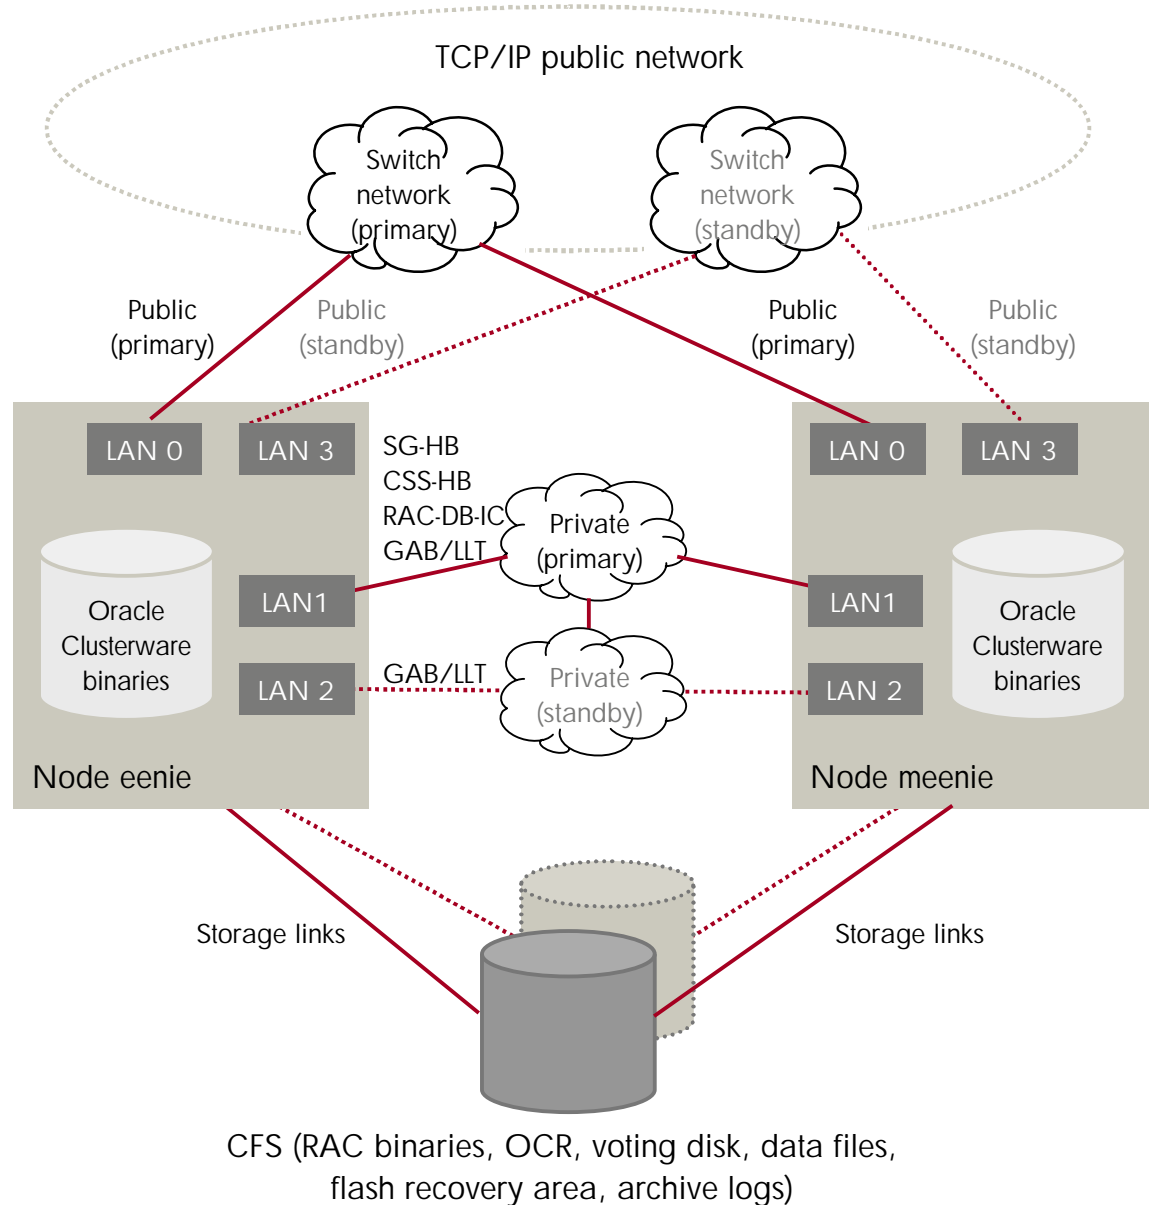 TCP/IP public network
Switch
network
(primary)
Switch
network
(standby)
Public
(primary)
Public
(standby)
Public
(primary)
Public
(standby)
LAN 0
LAN 3
SG-HB
CSS-HB
RAC-DB-IC
GAB/LLT
LAN 0
LAN 3
Private
(primary)
Oracle
Clusterware
binaries
LAN1
LAN1
Oracle
Clusterware
binaries
LAN 2
GAB/LLT
Private
(standby)
LAN 2
Node eenie
Node meenie
Storage links
Storage links
CFS (RAC binaries, OCR, voting disk, data files,
flash recovery area, archive logs)